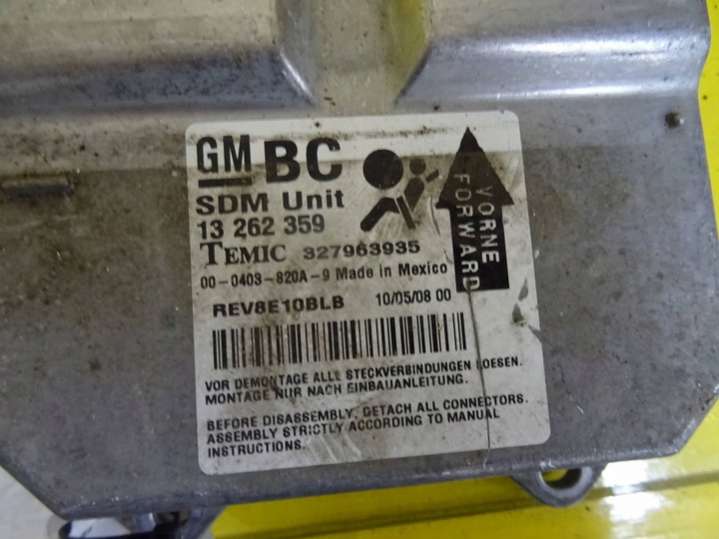 GM BC
SDM Unit
13 262 359
TEMIC 327963935
00-0403-820A-9 Made in Mexico
REV8E10BLB 10/05/08 00
VORNE
FORWARD
VOR DEMONTAGE ALLE STECKVERBINDUNGEN LOESEN.
MONTAGE NUR NACH EINBAUANLEITUNG.
BEFORE DISASSEMBLY, DETACH ALL CONNECTORS.
ASSEMBLY STRICTLY ACCORDING TO MANUAL
INSTRUCTIONS.